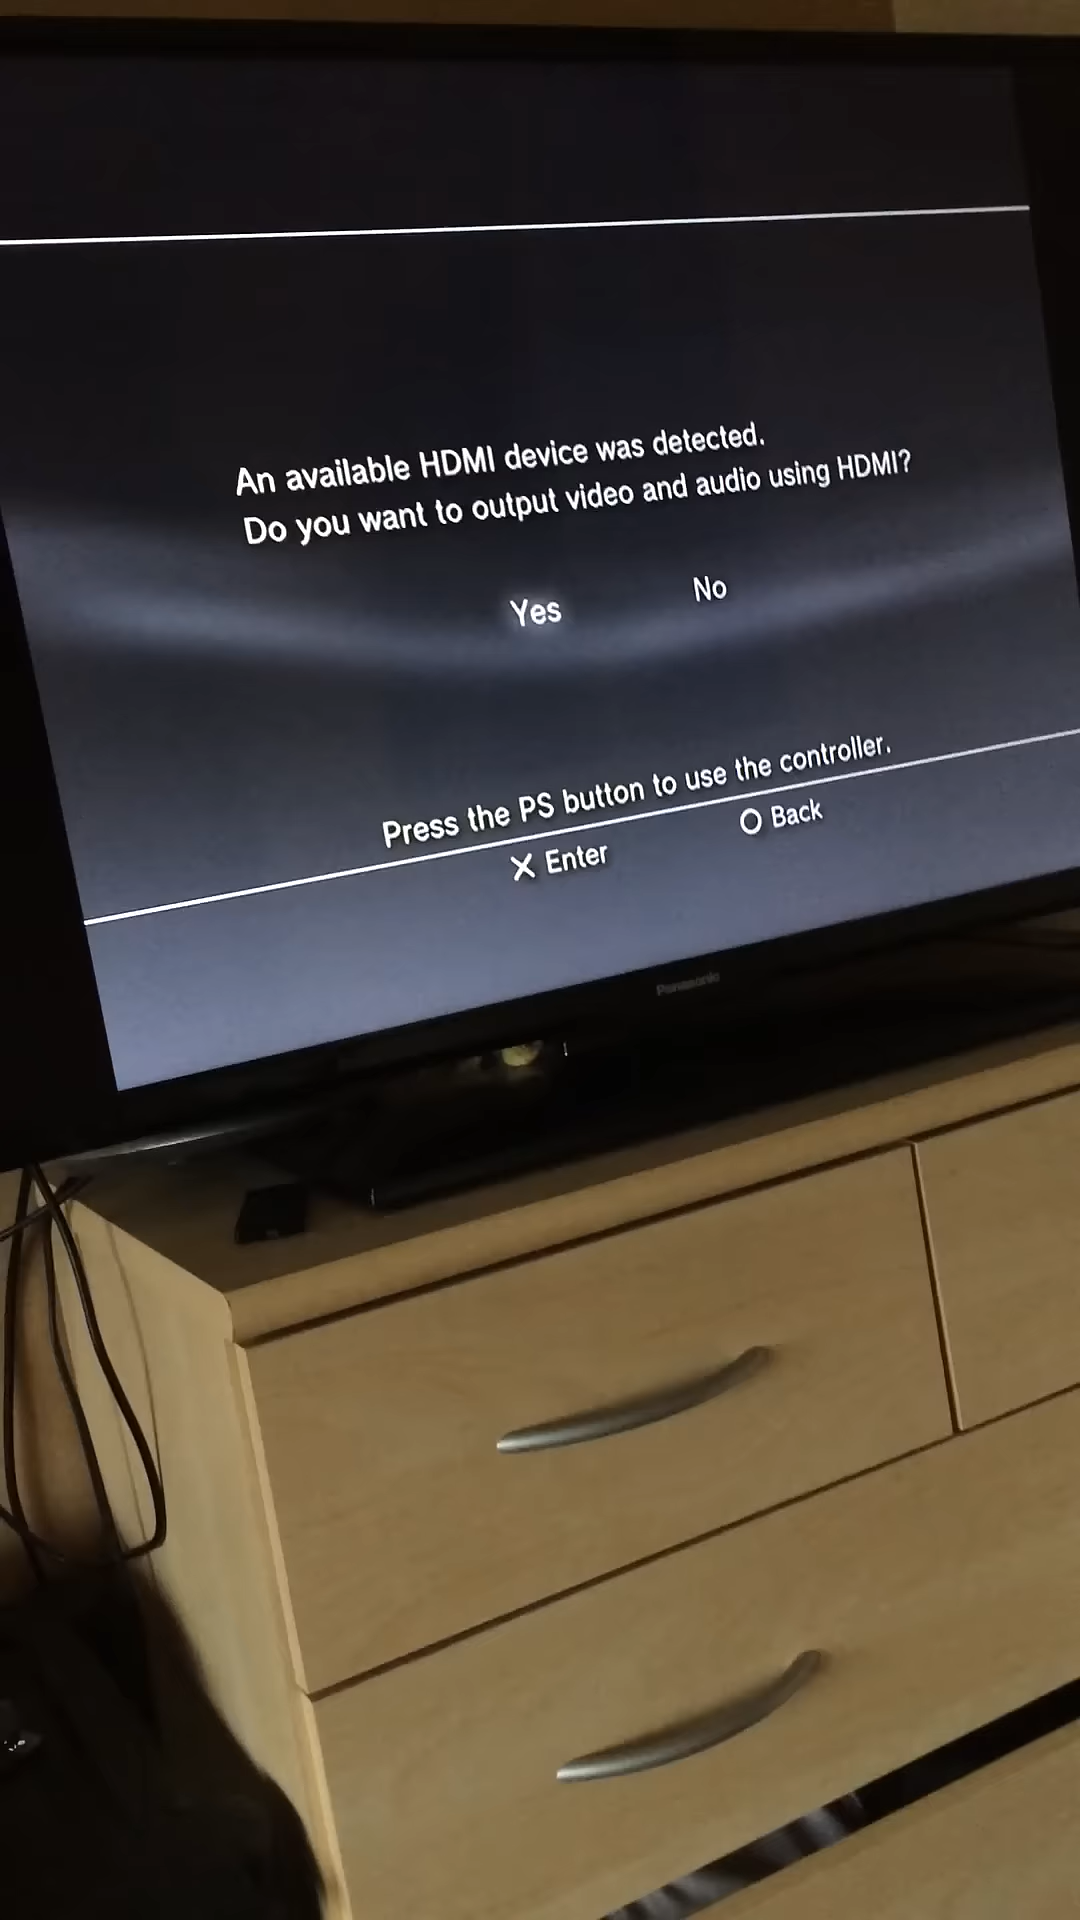 An available HDMI device was detected.
Do you want to output video and audio using HDMI?
Yes No
Press the PS button to use the controller.
X Enter O Back
Panasonic